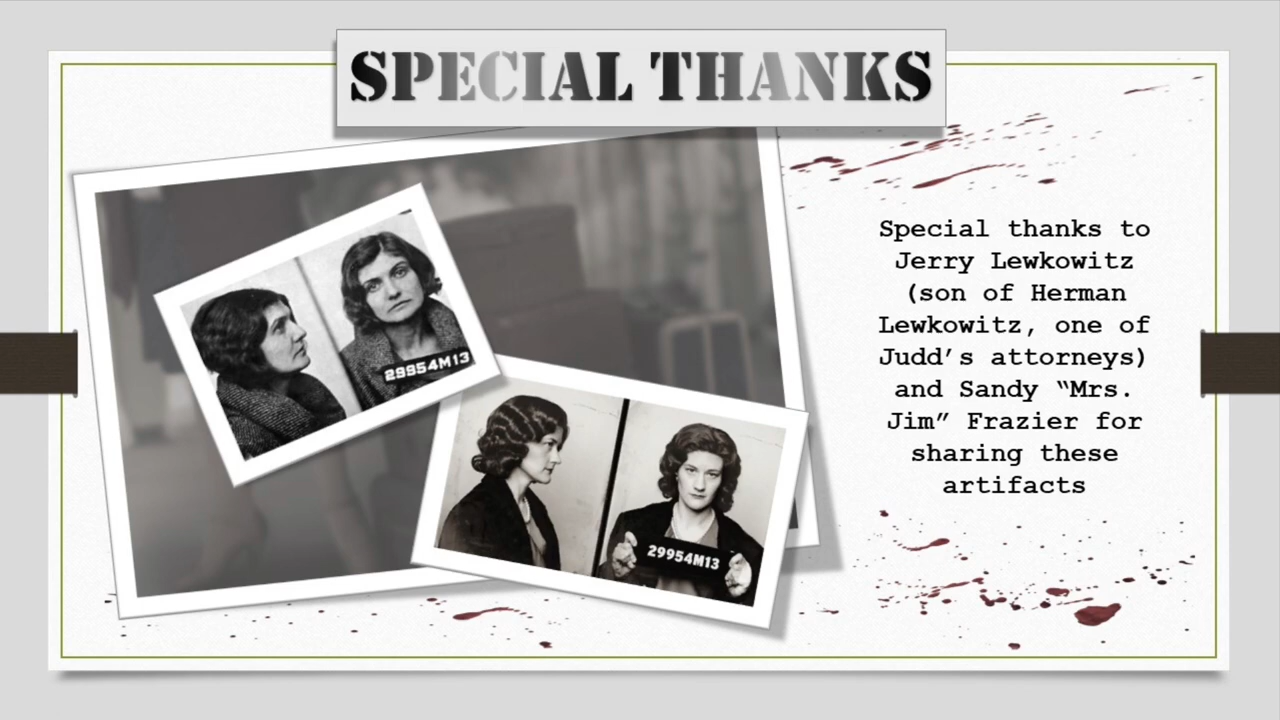 SPECIAL THANKS
29954M13
29954M13
Special thanks to
Jerry Lewkowitz
(son of Herman
Lewkowitz, one of
Judd’s attorneys)
and Sandy “Mrs.
Jim” Frazier for
sharing these
artifacts